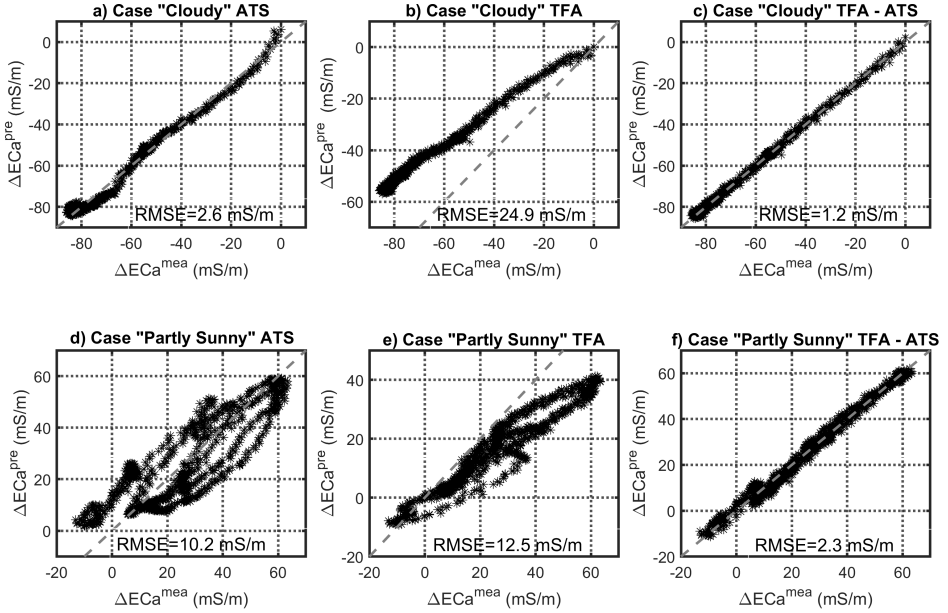 a) Case "Cloudy" ATS
b) Case "Cloudy" TFA
c) Case "Cloudy" TFA - ATS
0
-20
-40
-60
-80
ΔECa^pre (mS/m)
RMSE=2.6 mS/m
-80 -60 -40 -20 0
ΔECa^mea (mS/m)
0
-20
-40
-60
ΔECa^pre (mS/m)
RMSE=24.9 mS/m
-80 -60 -40 -20 0
ΔECa^mea (mS/m)
0
-20
-40
-60
-80
ΔECa^pre (mS/m)
RMSE=1.2 mS/m
-80 -60 -40 -20 0
ΔECa^mea (mS/m)
d) Case "Partly Sunny" ATS
e) Case "Partly Sunny" TFA
f) Case "Partly Sunny" TFA - ATS
60
40
20
0
ΔECa^pre (mS/m)
RMSE=10.2 mS/m
-20 0 20 40 60
ΔECa^mea (mS/m)
40
20
0
-20
ΔECa^pre (mS/m)
RMSE=12.5 mS/m
-20 0 20 40 60
ΔECa^mea (mS/m)
60
40
20
0
-20
ΔECa^pre (mS/m)
RMSE=2.3 mS/m
-20 0 20 40 60
ΔECa^mea (mS/m)